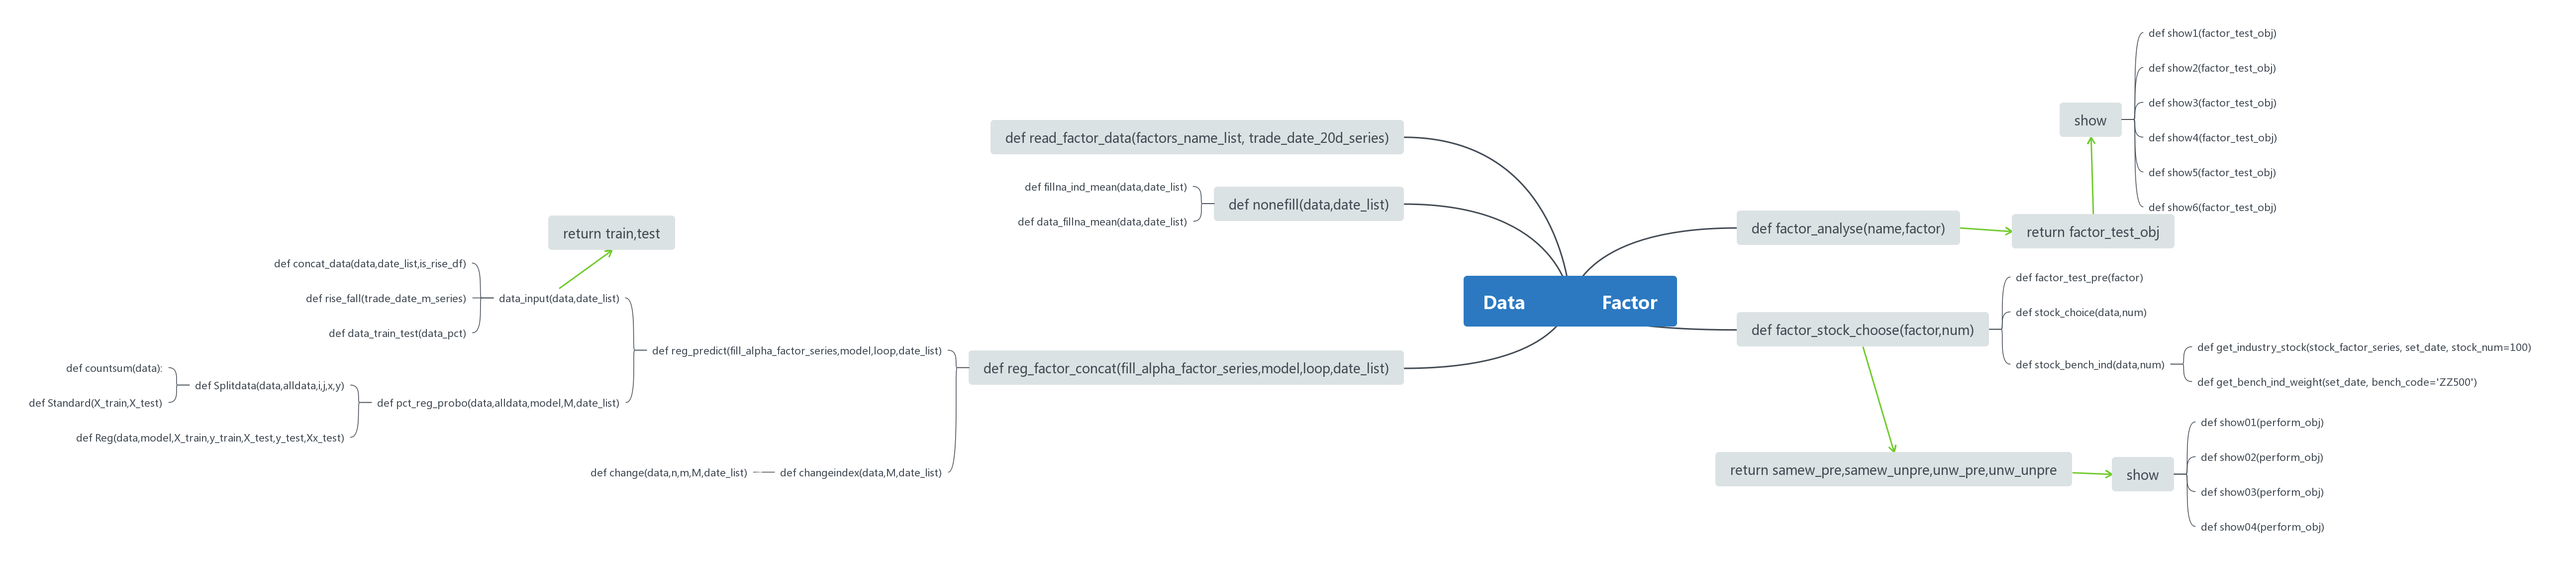 def show1(factor_test_obj)
def show2(factor_test_obj)
def show3(factor_test_obj)
show
def read_factor_data(factors_name_list, trade_date_20d_series)
def show4(factor_test_obj)
def show5(factor_test_obj)
def fillna_ind_mean(data,date_list)
def nonefill(data,date_list)
def data_fillna_mean(data,date_list)
def show6(factor_test_obj)
return train,test
def factor_analyse(name,factor)
return factor_test_obj
def concat_data(data,date_list,is_rise_df)
def rise_fall(trade_date_m_series)
data_input(data,date_list)
def data_train_test(data_pct)
Data Factor
def factor_test_pre(factor)
def stock_choice(data,num)
def factor_stock_choose(factor,num)
def get_industry_stock(stock_factor_series, set_date, stock_num=100)
def stock_bench_ind(data,num)
def get_bench_ind_weight(set_date, bench_code='ZZ500')
def reg_predict(fill_alpha_factor_series,model,loop,date_list)
def reg_factor_concat(fill_alpha_factor_series,model,loop,date_list)
def countsum(data):
def Splitdata(data,alldata,i,j,x,y)
def Standard(X_train,X_test)
def pct_reg_probo(data,alldata,model,M,date_list)
def Reg(data,model,X_train,y_train,X_test,y_test,Xx_test)
def change(data,n,m,M,date_list)
def changeindex(data,M,date_list)
def show01(perform_obj)
def show02(perform_obj)
return samew_pre,samew_unpre,unw_pre,unw_unpre
show
def show03(perform_obj)
def show04(perform_obj)